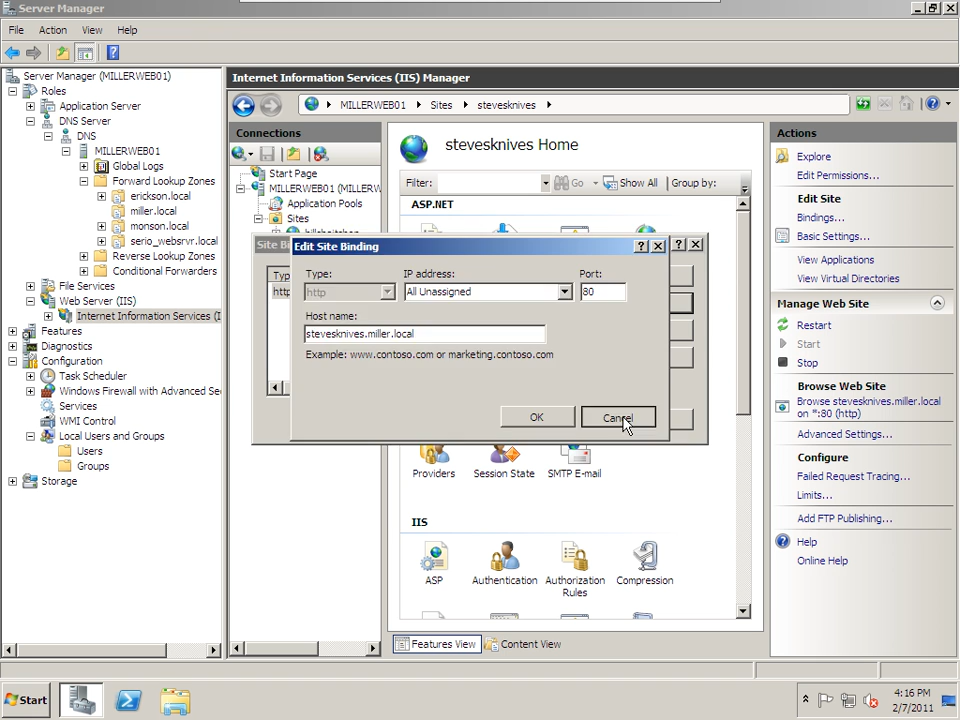 Server Manager
File Action View Help
Server Manager (MILLERWEB01)
Roles
Application Server
DNS Server
DNS
MILLERWEB01
Global Logs
Forward Lookup Zones
erickson.local
miller.local
monson.local
serio_websrvr.local
Reverse Lookup Zones
Conditional Forwarders
File Services
Web Server (IIS)
Internet Information Services (I
Features
Diagnostics
Configuration
Task Scheduler
Windows Firewall with Advanced Se
Services
WMI Control
Local Users and Groups
Users
Groups
Storage
Internet Information Services (IIS) Manager
MILLERWEB01 Sites stevesknives
Connections
Start Page
MILLERWEB01 (MILLERW
Application Pools
Sites
stevesknives Home
Filter: Go Show All Group by:
ASP.NET
Site Bi
Typ
http
Edit Site Binding
Type: IP address: Port:
http All Unassigned 80
Host name:
stevesknives.miller.local
Example: www.contoso.com or marketing.contoso.com
OK Cancel
Providers Session State SMTP E-mail
IIS
ASP Authentication Authorization Rules Compression
Features View Content View
Actions
Explore
Edit Permissions...
Edit Site
Bindings...
Basic Settings...
View Applications
View Virtual Directories
Manage Web Site
Restart
Start
Stop
Browse Web Site
Browse stevesknives.miller.local
on *:80 (http)
Advanced Settings...
Configure
Failed Request Tracing...
Limits...
Add FTP Publishing...
Help
Online Help
Start
4:16 PM
2/7/2011